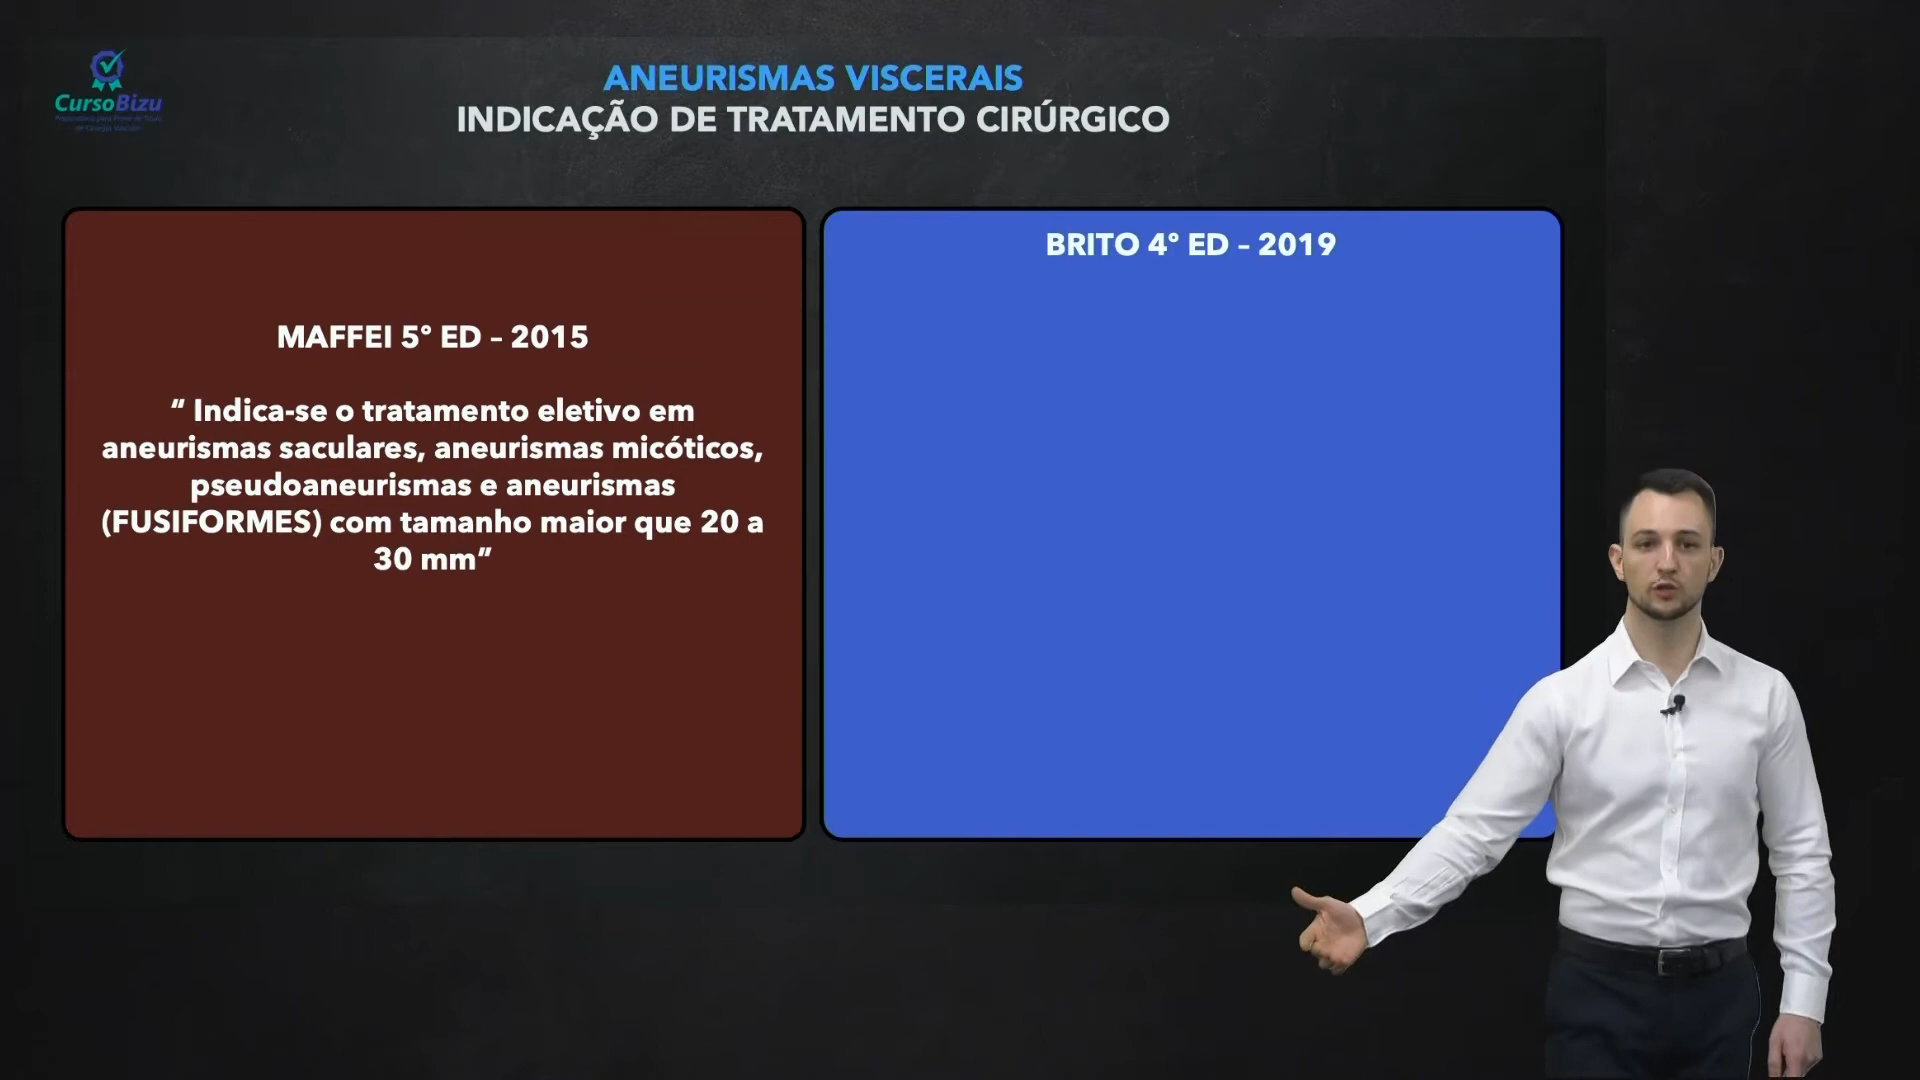 CursoBizu
ANEURISMAS VISCERAIS
INDICAÇÃO DE TRATAMENTO CIRÚRGICO
MAFFEI 5° ED – 2015
“ Indica-se o tratamento eletivo em
aneurismas saculares, aneurismas micóticos,
pseudoaneurismas e aneurismas
(FUSIFORMES) com tamanho maior que 20 a
30 mm”
BRITO 4° ED – 2019